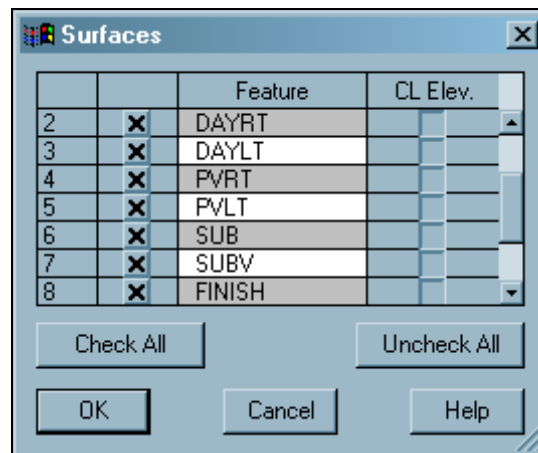 Surfaces
Feature CL Elev.
2 DAYRT
3 DAYLT
4 PVRT
5 PVLT
6 SUB
7 SUBV
8 FINISH
Check All Uncheck All
OK Cancel Help